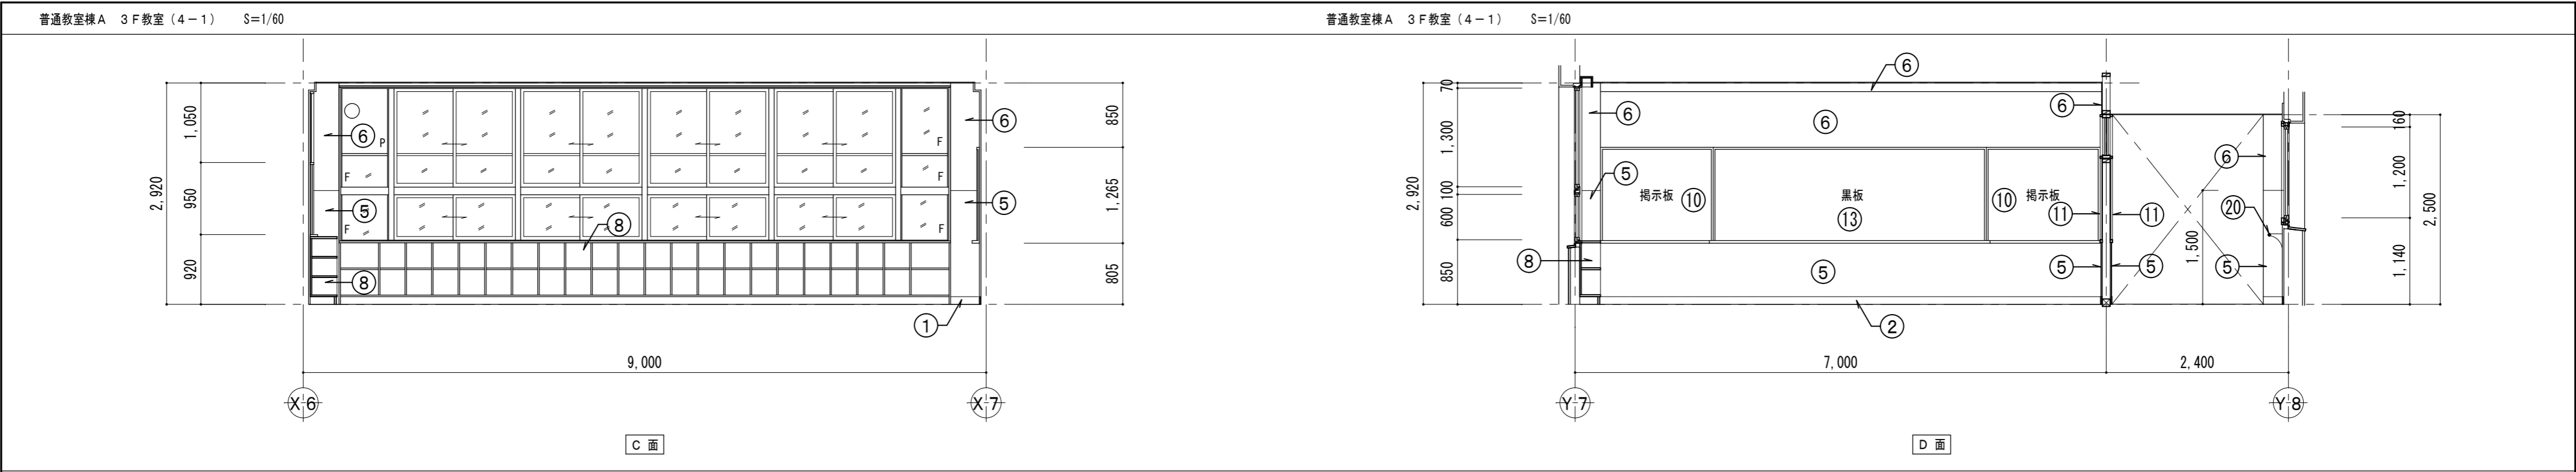 普通教室棟A 3F教室(4-1) S=1/60
普通教室棟A 3F教室(4-1) S=1/60
2,920
1,050
950
920
⑥
⑤
⑧
P
F
F
⑧
F
F
F
⑥
⑤
①
850
1,265
805
9,000
X6
X7
C 面
2,920
70
1,300
100
600
850
⑥
⑥
⑥
⑥
⑤
掲示板 ⑩
黒板
⑬
⑩ 掲示板
⑪
⑪
⑧
⑤
⑤
⑤
②
X
1,500
⑥
⑳
⑤
160
1,200
1,140
2,500
7,000
2,400
Y7
Y8
D 面